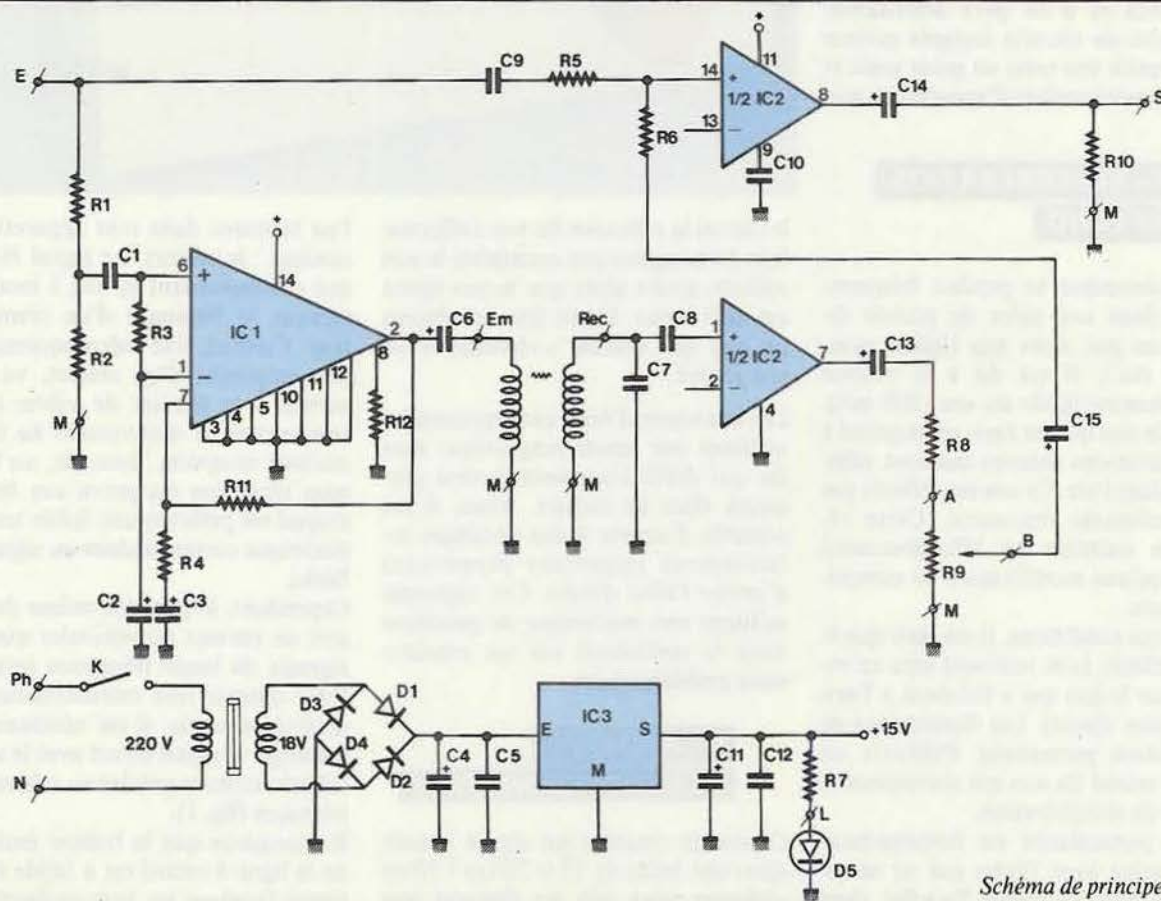 E
C9
R5
R6
+
11
14
+
1/2 IC2
13
−
9
8
C10
C14
+
S
R10
M
R1
C1
R2
R3
M
+
14
6
+
IC 1
1
−
7
3
4
5
10
11
12
2
8
R12
R11
R4
C6
+
Em
M
Rec.
M
C8
C7
1
1/2 IC2
2
4
7
C13
+
R8
A
R9
B
M
C15
+
C2
+
C3
+
Ph
K
N
220 V
18V
D3
D1
D4
D2
C4
+
C5
E
IC3
S
M
C11
+
C12
+15V
R7
L
D5
Schéma de principe